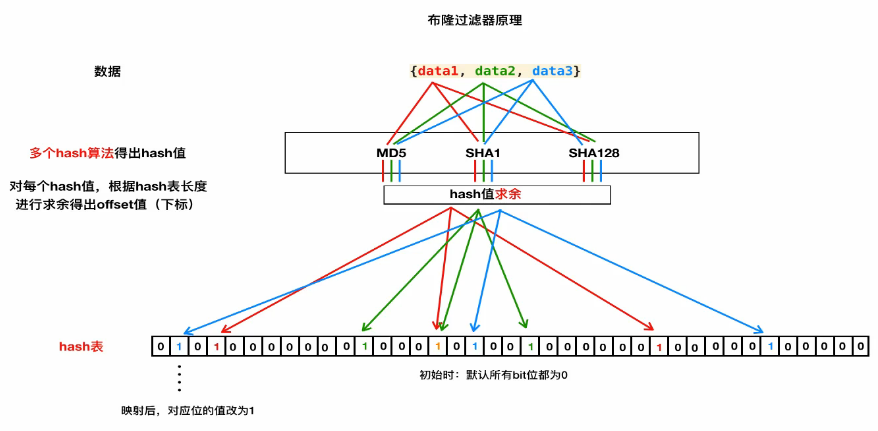 布隆过滤器原理
数据
{data1, data2, data3}
多个hash算法得出hash值
MD5 SHA1 SHA128
对每个hash值，根据hash表长度
进行求余得出offset值（下标）
hash值求余
hash表
0 1 0 1 0 0 0 0 0 0 0 1 0 0 0 1 0 1 0 0 1 0 0 0 0 0 0 1 0 0 0 0 0 1 0 0 0 0 0
初始时：默认所有bit位都为0
映射后，对应位的值改为1